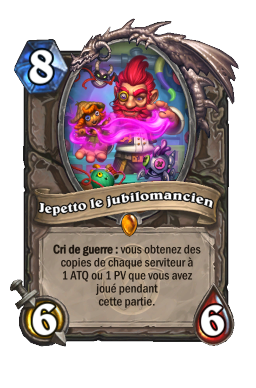 8
Jepetto le jubilomancien
Cri de guerre : vous obtenez des
copies de chaque serviteur à
1 ATQ ou 1 PV que vous avez
joué pendant
cette partie.
6 6